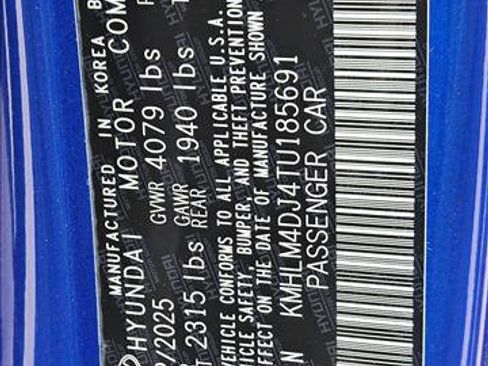 MANUFACTURED IN KOREA B
HYUNDAI MOTOR COM
/2025 GVWR 4079 lbs
GAWR
T 2315 lbs REAR 1940 lbs
VEHICLE CONFORMS TO ALL APPLICABLE U.S.A.
VEHICLE SAFETY, BUMPER, AND THEFT PREVENTION
EFFECT ON THE DATE OF MANUFACTURE SHOWN
N KMHLM4DJ4TU185691
PASSENGER CAR